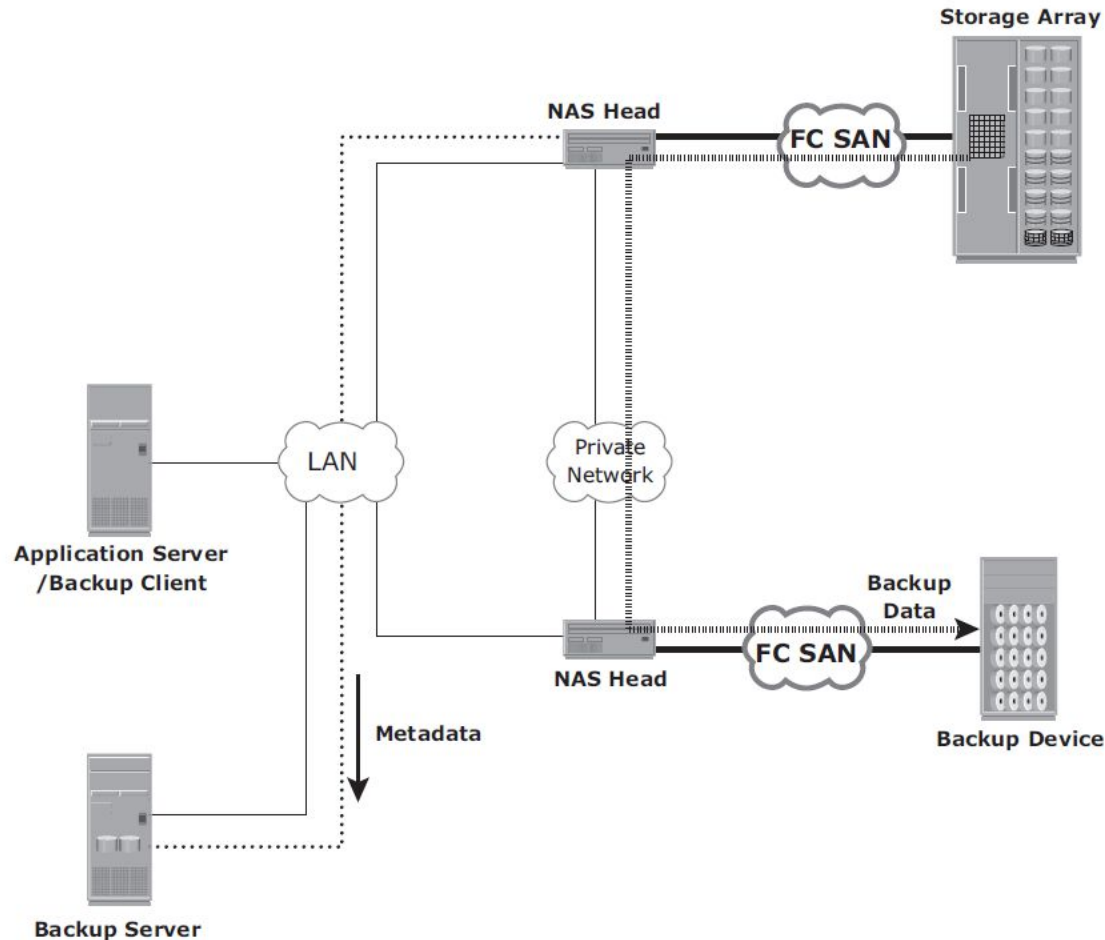 Storage Array
NAS Head
FC SAN
LAN
Private
Network
Application Server
/Backup Client
Backup
Data
FC SAN
NAS Head
Metadata
Backup Device
Backup Server